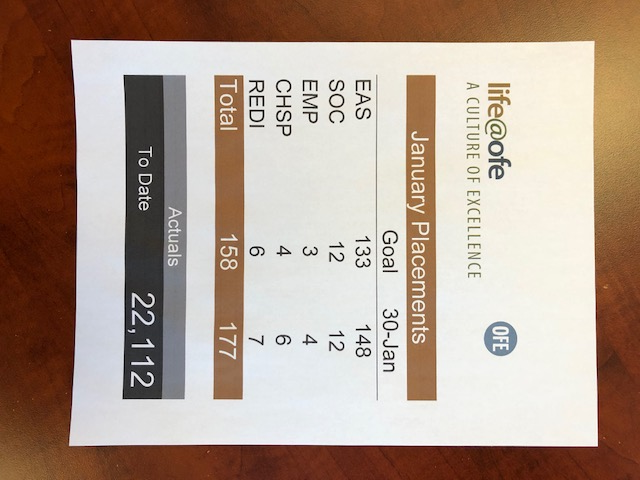 life@ofe
A CULTURE OF EXCELLENCE
OFE
January Placements
Goal 30-Jan
EAS 133 148
SOC 12 12
EMP 3 4
CHSP 4 6
REDI 6 7
Total 158 177
Actuals
To Date 22,112